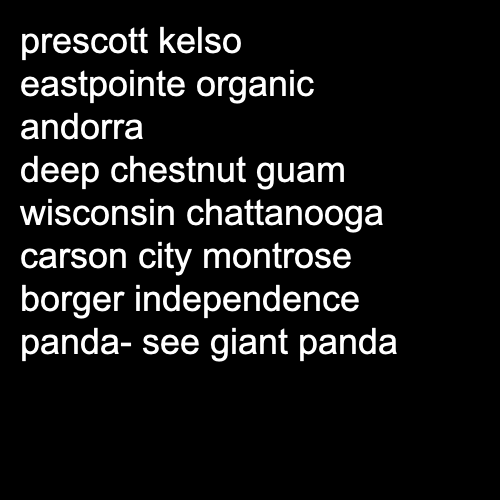 prescott kelso
eastpointe organic
andorra
deep chestnut guam
wisconsin chattanooga
carson city montrose
borger independence
panda- see giant panda